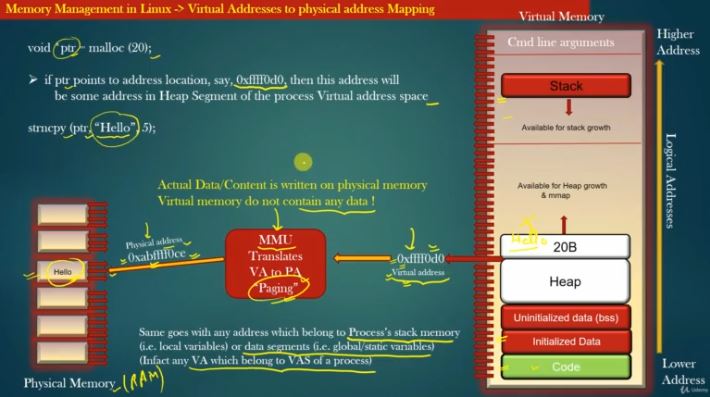 Memory Management in Linux -> Virtual Addresses to physical address Mapping
void ptr = malloc (20);
➢ if ptr points to address location, say, 0xffff0d0, then this address will
be some address in Heap Segment of the process Virtual address space
strncpy (ptr, “Hello”, 5);
Actual Data/Content is written on physical memory
Virtual memory do not contain any data !
Physical address
0xabffff0ce
MMU
Translates
VA to PA
“Paging”
0xffff0d0
Virtual address
Hello
Same goes with any address which belong to Process's stack memory
(i.e. local variables) or data segments (i.e. global/static variables)
(Infact any VA which belong to VAS of a process)
Physical Memory
(RAM)
Virtual Memory
Cmd line arguments
Stack
Available for stack growth
Available for Heap growth
& mmap
Hello
20B
Heap
Uninitialized data (bss)
Initialized Data
Code
Higher
Address
Logical Addresses
Lower
Address
Udemy